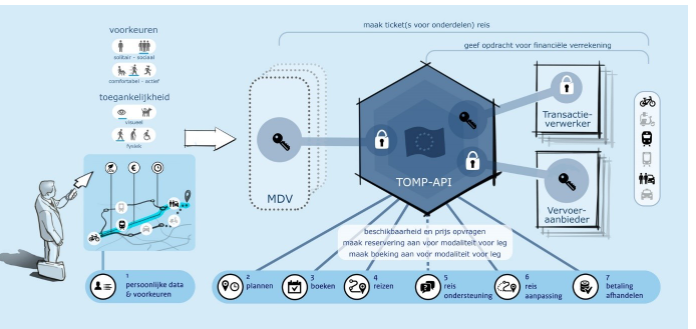 maak ticket(s voor onderdelen) reis
geef opdracht voor financiële verrekening
voorkeuren
solitair - sociaal
comfortabel - actief
toegankelijkheid
visueel
fysiek
€
MDV
TOMP-API
Transactie-
verwerker
Vervoer-
aanbieder
beschikbaarheid en prijs opvragen
maak reservering aan voor modaliteit voor leg
maak boeking aan voor modaliteit voor leg
1
persoonlijke data
& voorkeuren
2
plannen
3
boeken
4
reizen
5
reis
ondersteuning
6
reis
aanpassing
7
betaling
afhandelen